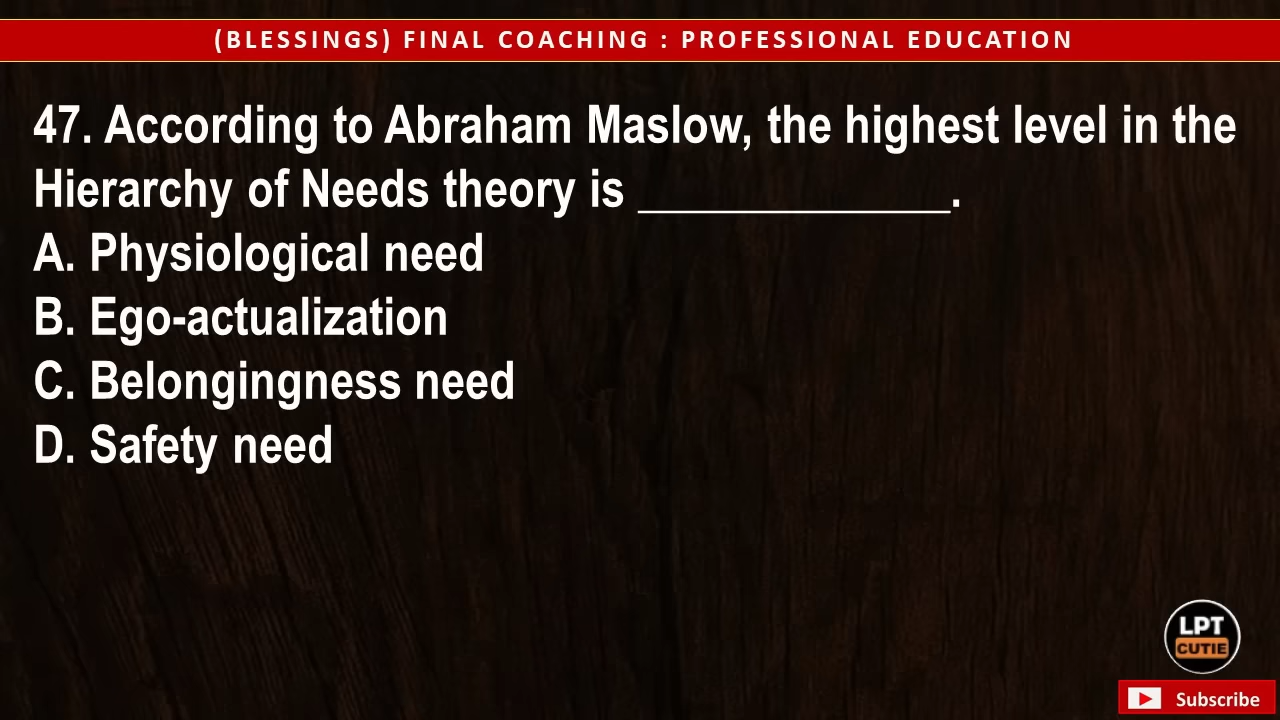 (BLESSINGS) FINAL COACHING : PROFESSIONAL EDUCATION
47. According to Abraham Maslow, the highest level in the
Hierarchy of Needs theory is ______________.
A. Physiological need
B. Ego-actualization
C. Belongingness need
D. Safety need
LPT
CUTIE
Subscribe